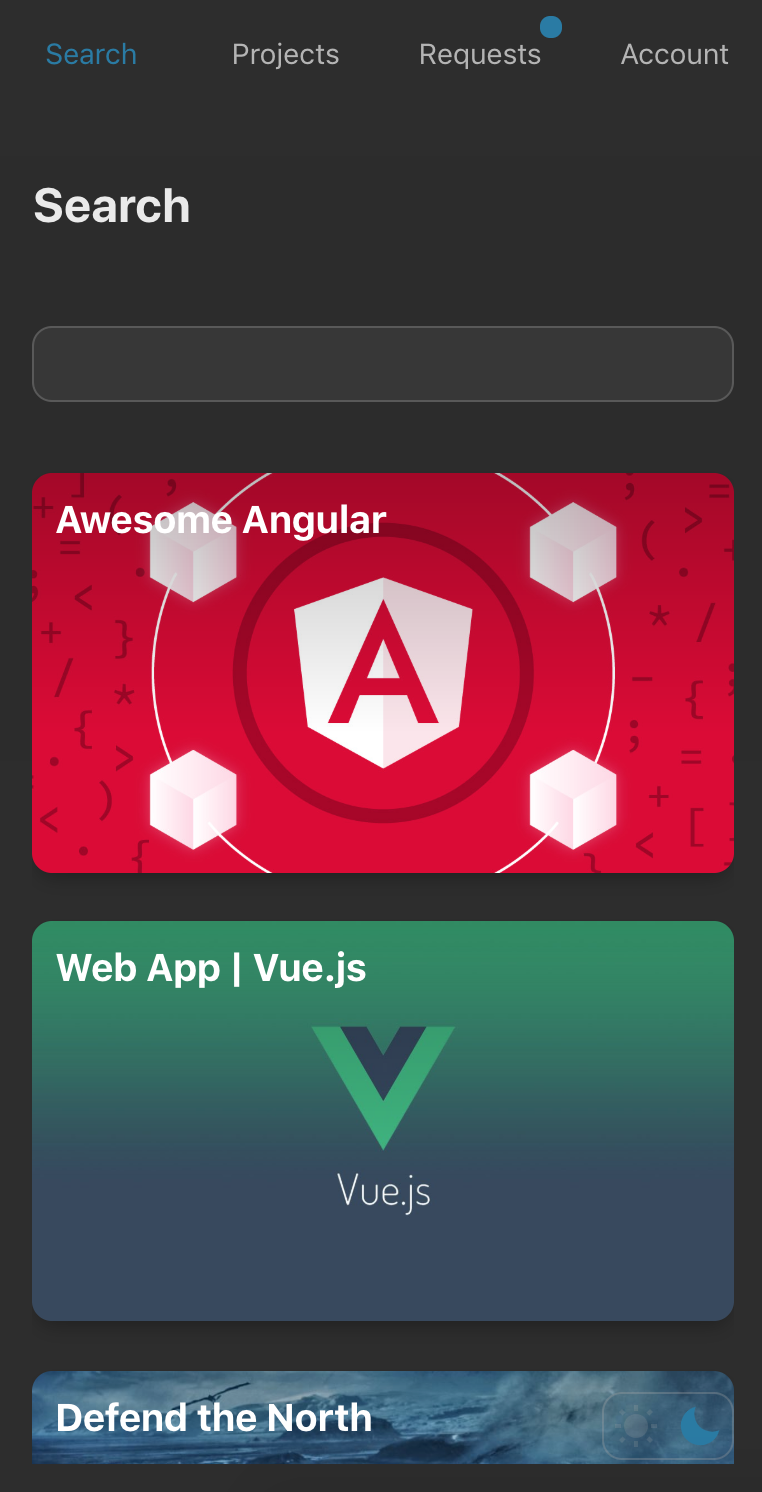 Search Projects Requests Account
Search
Awesome Angular
A
Web App | Vue.js
Vue.js
Defend the North